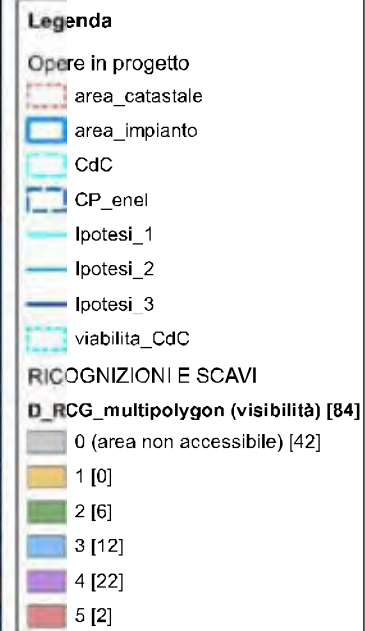 Legenda
Opere in progetto
area_catastale
area_impianto
CdC
CP_enel
Ipotesi_1
Ipotesi_2
Ipotesi_3
viabilita_CdC
RICOGNIZIONI E SCAVI
D_RCG_multipolygon (visibilità) [84]
0 (area non accessibile) [42]
1 [0]
2 [6]
3 [12]
4 [22]
5 [2]